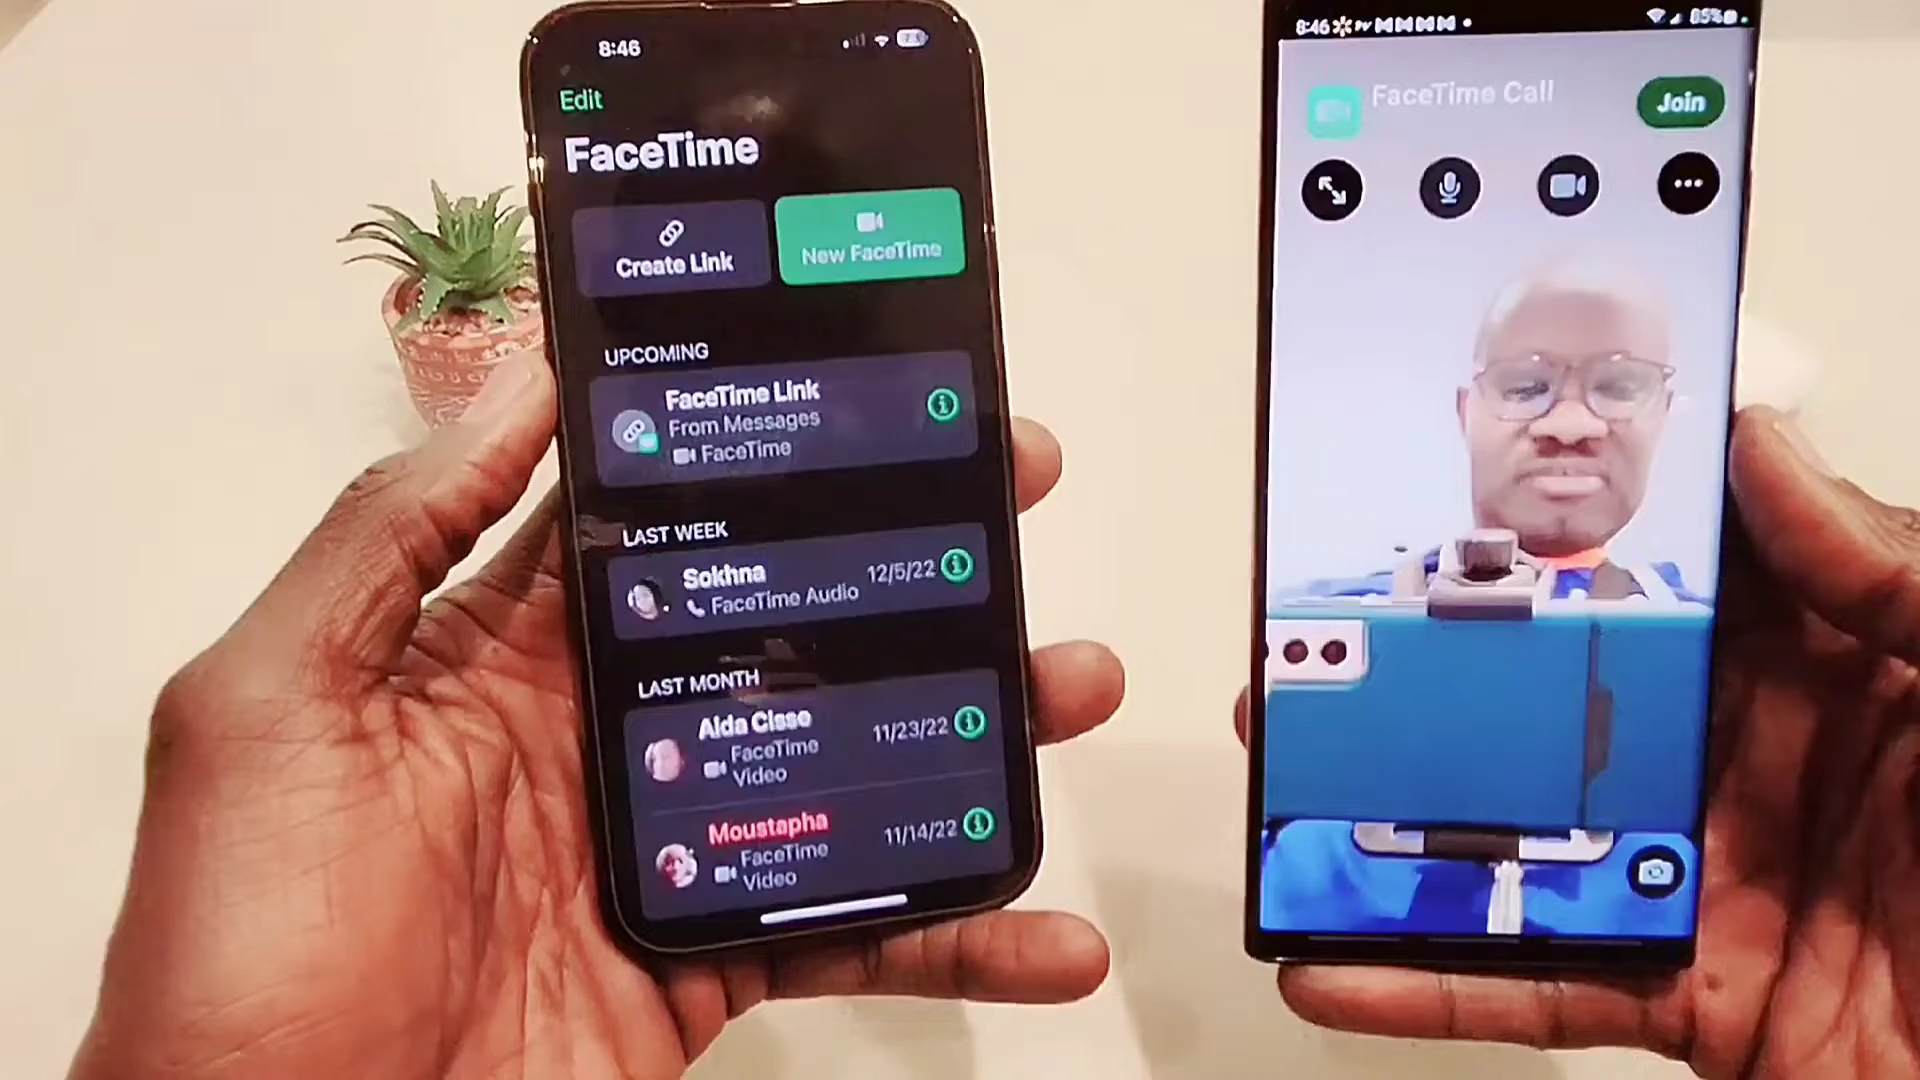 8:46
Edit
FaceTime
Create Link
New FaceTime
UPCOMING
FaceTime Link
From Messages
FaceTime
LAST WEEK
Sokhna
12/5/22
FaceTime Audio
LAST MONTH
Aida Cisse
11/23/22
FaceTime
Video
Moustapha
11/14/22
FaceTime
Video
8:46
85%
FaceTime Call
Join